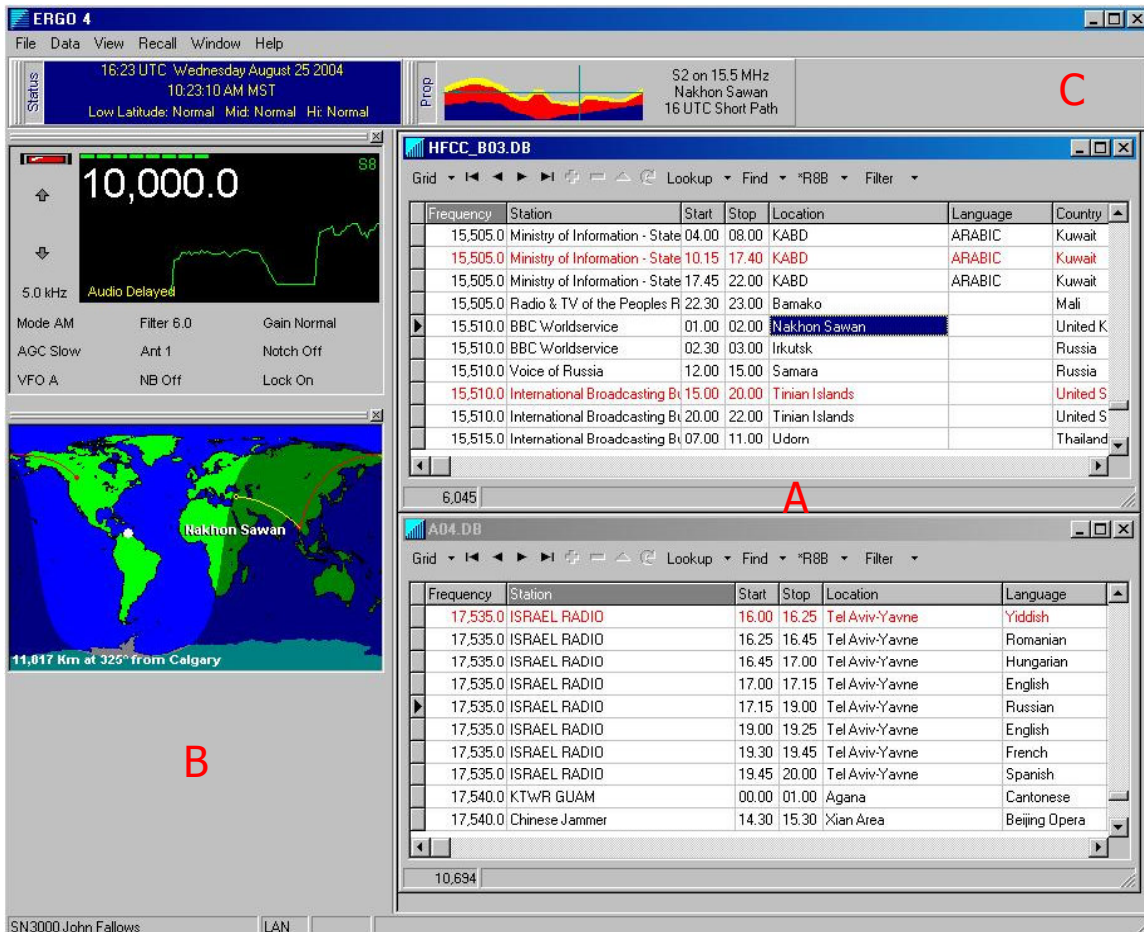 ERGO 4
File Data View Recall Window Help
Status
16:23 UTC Wednesday August 25 2004
10:23:10 AM MST
Low Latitude: Normal Mid: Normal Hi: Normal
Prop
S2 on 15.5 MHz
Nakhon Sawan
16 UTC Short Path
C
S8
10,000.0
5.0 kHz
Audio Delayed
Mode AM Filter 6.0 Gain Normal
AGC Slow Ant 1 Notch Off
VFO A NB Off Lock On
Nakhon Sawan
11,017 Km at 325° from Calgary
B
HFCC_B03.DB
Grid Lookup Find *R8B Filter
Frequency Station Start Stop Location Language Country
15,505.0 Ministry of Information - State 04.00 08.00 KABD ARABIC Kuwait
15,505.0 Ministry of Information - State 10.15 17.40 KABD ARABIC Kuwait
15,505.0 Ministry of Information - State 17.45 22.00 KABD ARABIC Kuwait
15,505.0 Radio & TV of the Peoples R 22.30 23.00 Bamako Mali
15,510.0 BBC Worldservice 01.00 02.00 Nakhon Sawan United K
15,510.0 BBC Worldservice 02.30 03.00 Irkutsk Russia
15,510.0 Voice of Russia 12.00 15.00 Samara Russia
15,510.0 International Broadcasting Bu 15.00 20.00 Tinian Islands United S
15,510.0 International Broadcasting Bu 20.00 22.00 Tinian Islands United S
15,515.0 International Broadcasting Bu 07.00 11.00 Udorn Thailand
6,045
A
A04.DB
Grid Lookup Find *R8B Filter
Frequency Station Start Stop Location Language
17,535.0 ISRAEL RADIO 16.00 16.25 Tel Aviv-Yavne Yiddish
17,535.0 ISRAEL RADIO 16.25 16.45 Tel Aviv-Yavne Romanian
17,535.0 ISRAEL RADIO 16.45 17.00 Tel Aviv-Yavne Hungarian
17,535.0 ISRAEL RADIO 17.00 17.15 Tel Aviv-Yavne English
17,535.0 ISRAEL RADIO 17.15 19.00 Tel Aviv-Yavne Russian
17,535.0 ISRAEL RADIO 19.00 19.25 Tel Aviv-Yavne English
17,535.0 ISRAEL RADIO 19.30 19.45 Tel Aviv-Yavne French
17,535.0 ISRAEL RADIO 19.45 20.00 Tel Aviv-Yavne Spanish
17,540.0 KTWR GUAM 00.00 01.00 Agana Cantonese
17,540.0 Chinese Jammer 14.30 15.30 Xian Area Beijing Opera
10,694
SN3000 John Fallows LAN